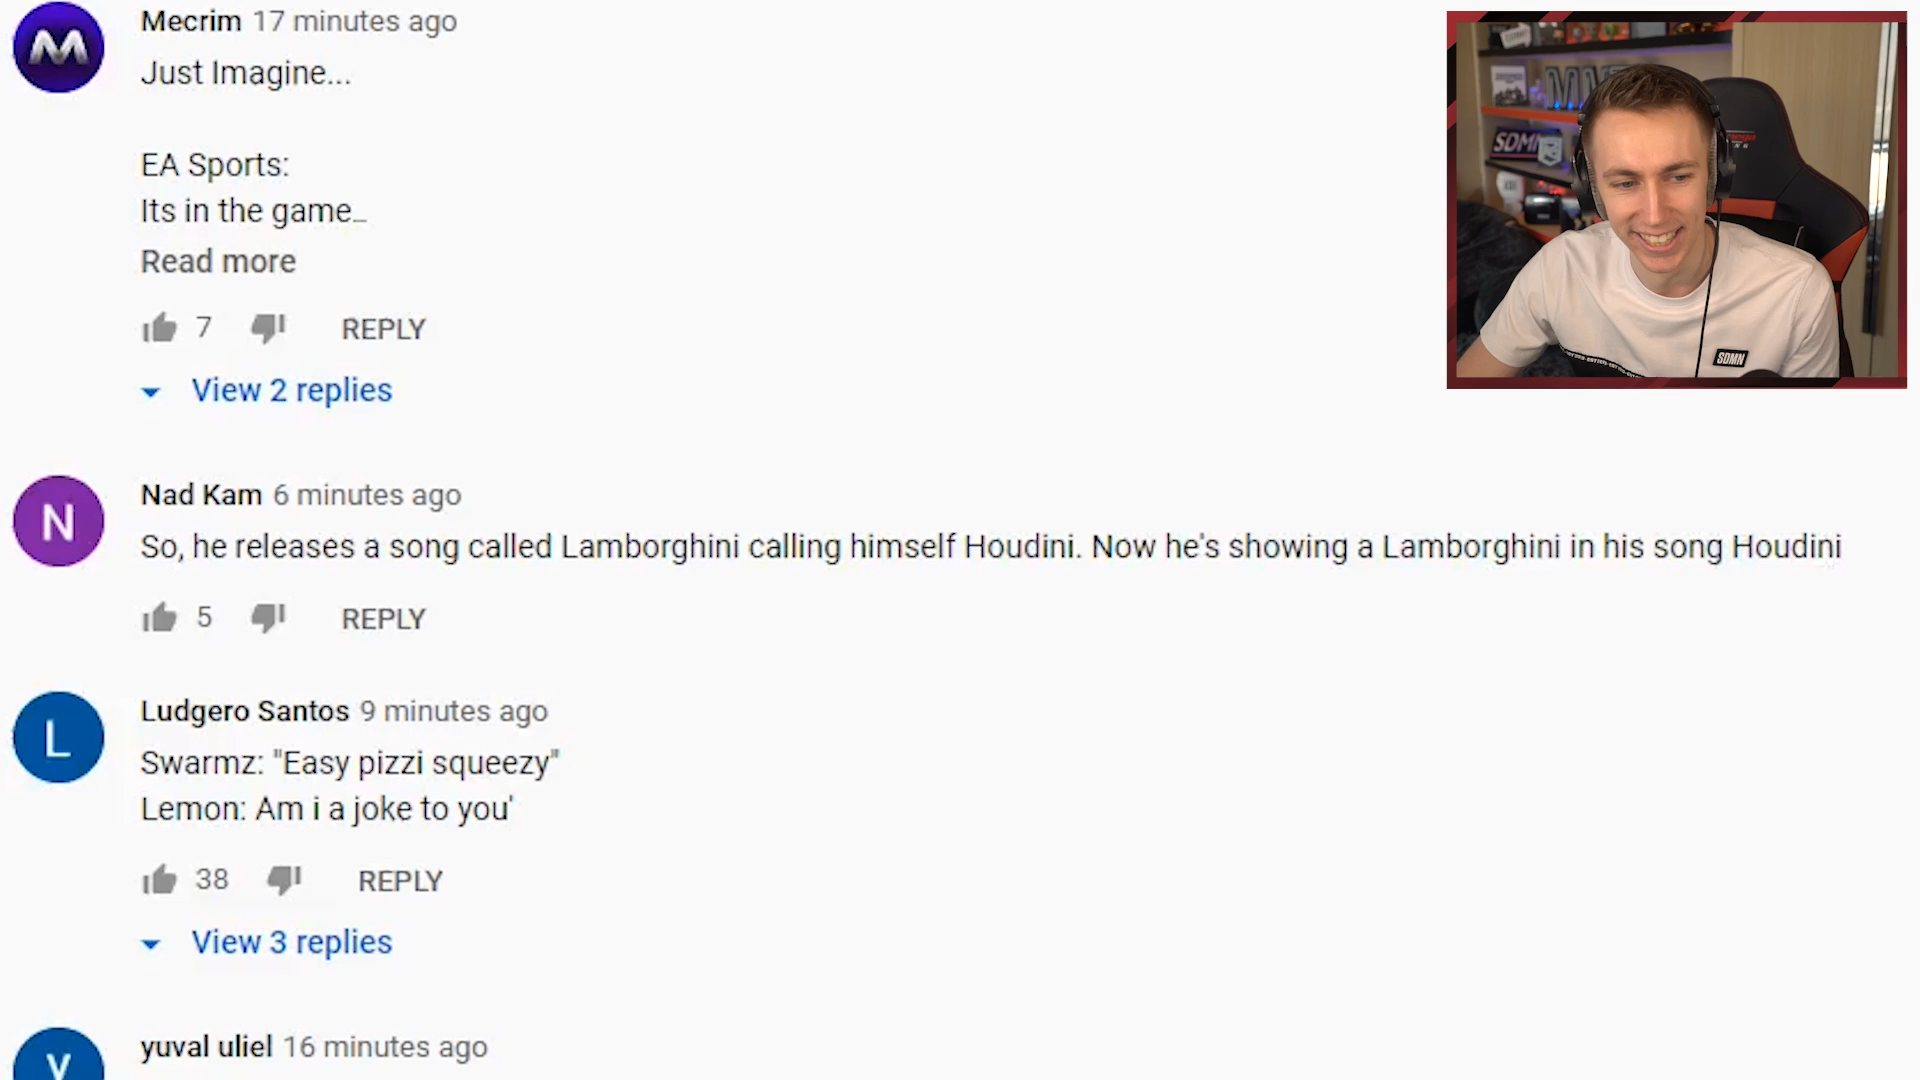 Mecrim 17 minutes ago
Just Imagine...
EA Sports:
Its in the game_
Read more
7 REPLY
View 2 replies
N
Nad Kam 6 minutes ago
So, he releases a song called Lamborghini calling himself Houdini. Now he's showing a Lamborghini in his song Houdini
5 REPLY
L
Ludgero Santos 9 minutes ago
Swarmz: "Easy pizzi squeezy"
Lemon: Am i a joke to you'
38 REPLY
View 3 replies
yuval uliel 16 minutes ago
M
SDMN
SDMN